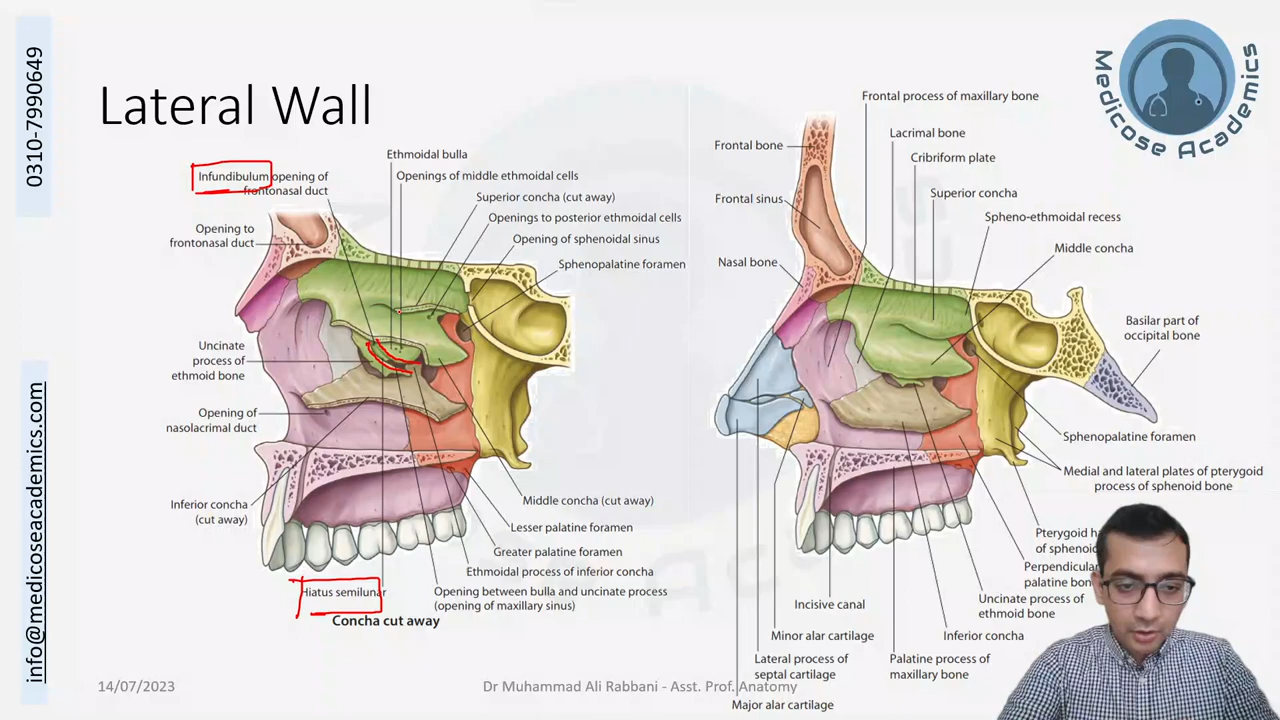 0310-7990649
info@medicoseacademics.com
Lateral Wall
Medicose Academics
Ethmoidal bulla
Infundibulum opening of
frontonasal duct
Openings of middle ethmoidal cells
Superior concha (cut away)
Openings to posterior ethmoidal cells
Opening to
frontonasal duct
Opening of sphenoidal sinus
Sphenopalatine foramen
Uncinate
process of
ethmoid bone
Opening of
nasolacrimal duct
Inferior concha
(cut away)
Middle concha (cut away)
Lesser palatine foramen
Greater palatine foramen
Ethmoidal process of inferior concha
Hiatus semilunar
Opening between bulla and uncinate process
(opening of maxillary sinus)
Concha cut away
Frontal process of maxillary bone
Lacrimal bone
Frontal bone
Cribriform plate
Superior concha
Frontal sinus
Spheno-ethmoidal recess
Middle concha
Nasal bone
Basilar part of
occipital bone
Sphenopalatine foramen
Medial and lateral plates of pterygoid
process of sphenoid bone
Pterygoid
of sphenoid
Perpendicular
palatine
Uncinate process of
ethmoid bone
Incisive canal
Inferior concha
Minor alar cartilage
Lateral process of
septal cartilage
Palatine process of
maxillary bone
Major alar cartilage
14/07/2023
Dr Muhammad Ali Rabbani - Asst. Prof. Anatomy